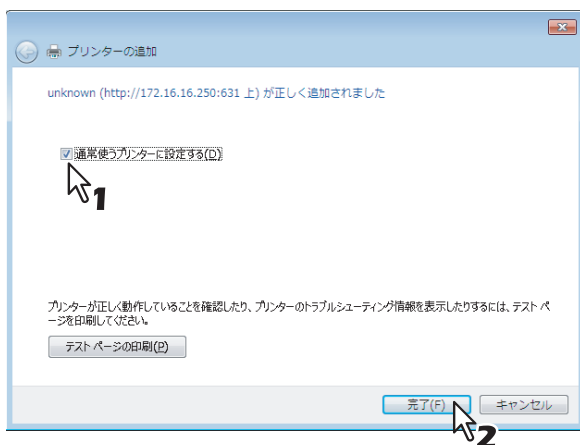 プリンターの追加
unknown (http://172.16.16.250:631 上) が正しく追加されました
通常使うプリンターに設定する(D)
1
プリンターが正しく動作していることを確認したり、プリンターのトラブルシューティング情報を表示したりするには、テスト ペ
ージを印刷してください。
テスト ページの印刷(P)
完了(F) キャンセル
2